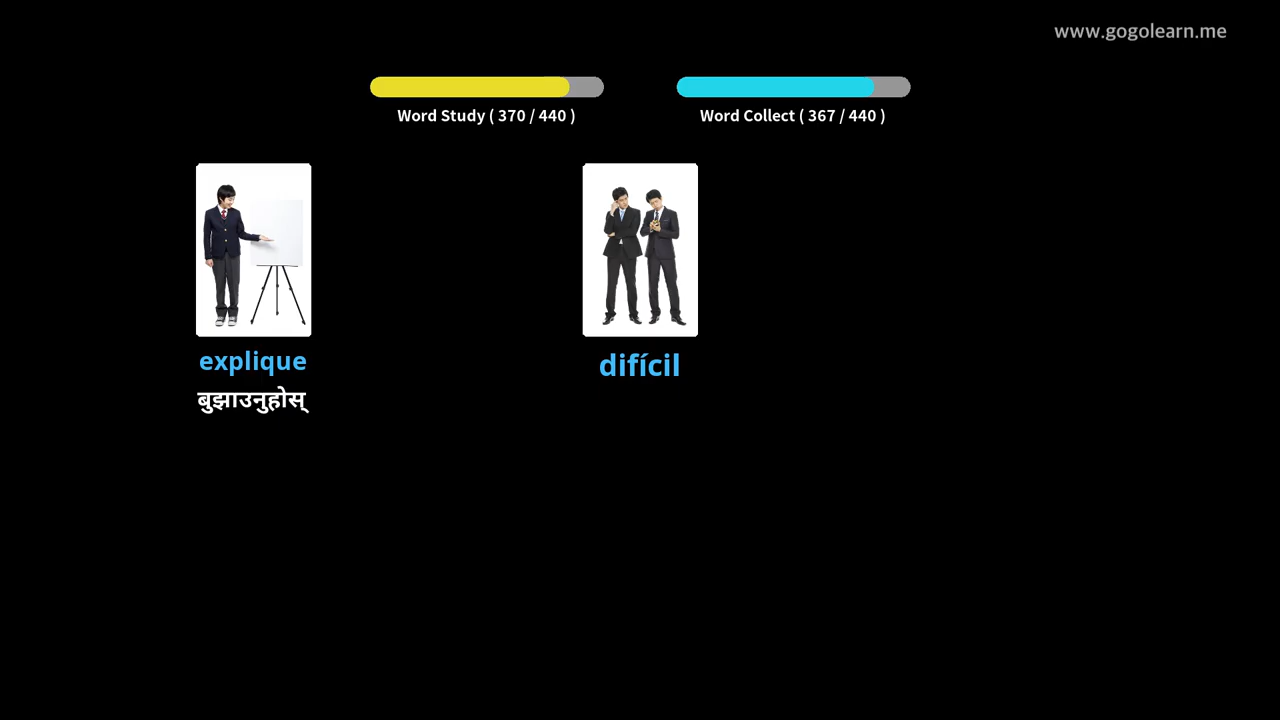 www.gogolearn.me
Word Study ( 370 / 440 )
Word Collect ( 367 / 440 )
explique
difícil
बुझाउनुहोस्